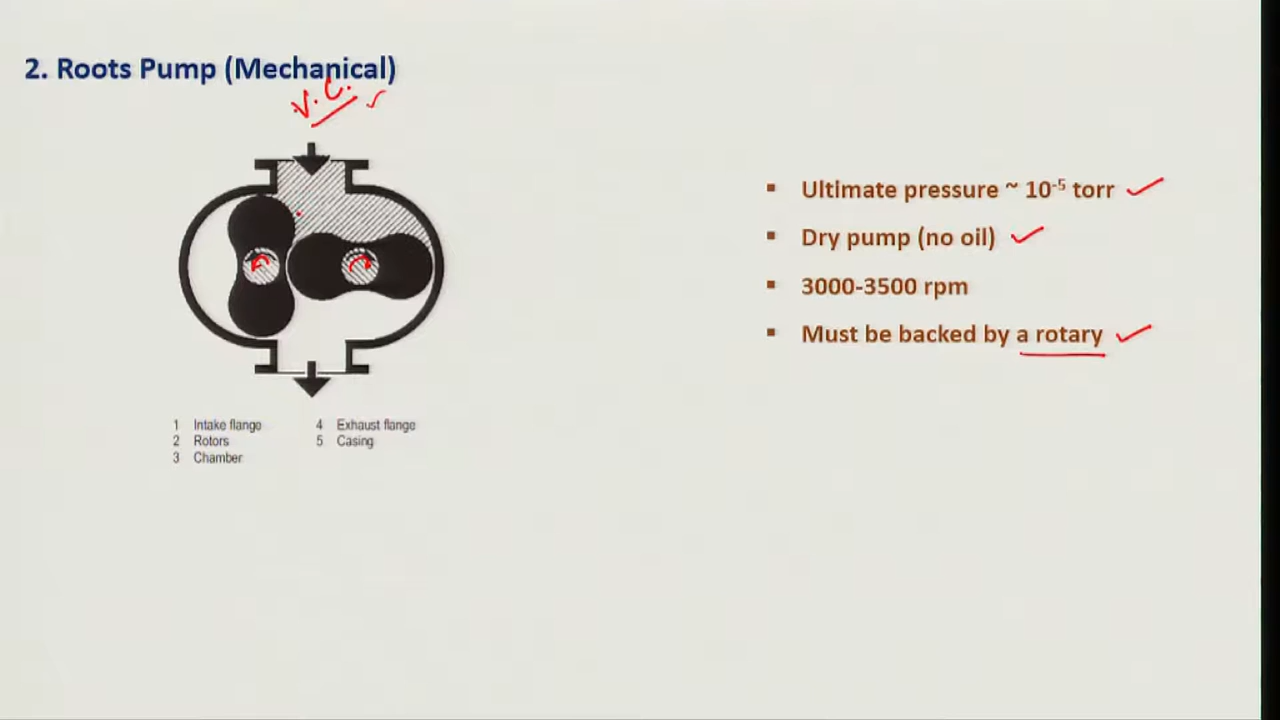 2. Roots Pump (Mechanical)
V.C.
▪ Ultimate pressure ~ 10⁻⁵ torr
▪ Dry pump (no oil)
▪ 3000-3500 rpm
▪ Must be backed by a rotary
1 Intake flange 4 Exhaust flange
2 Rotors 5 Casing
3 Chamber